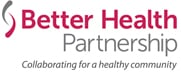 Better Health
Partnership
Collaborating for a healthy community